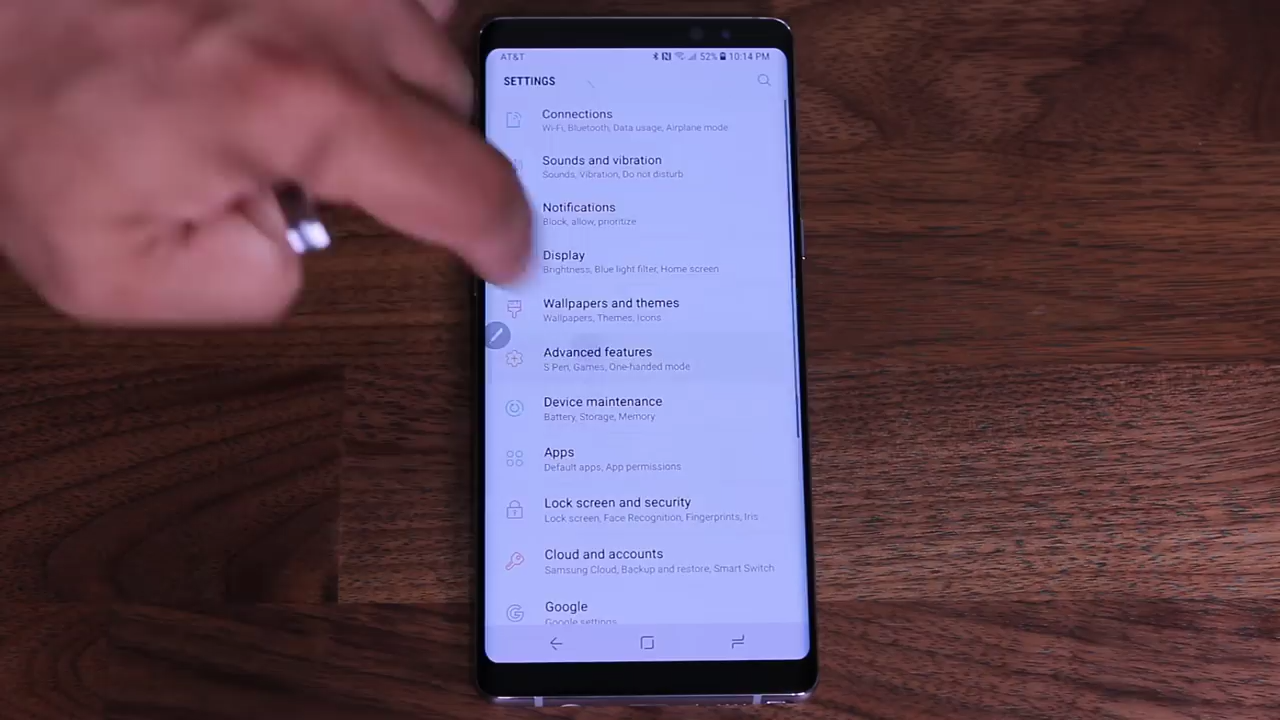 AT&T 52% 10:14 PM
SETTINGS
Connections
Wi-Fi, Bluetooth, Data usage, Airplane mode
Sounds and vibration
Sounds, Vibration, Do not disturb
Notifications
Block, allow, prioritize
Display
Brightness, Blue light filter, Home screen
Wallpapers and themes
Wallpapers, Themes, Icons
Advanced features
S Pen, Games, One-handed mode
Device maintenance
Battery, Storage, Memory
Apps
Default apps, App permissions
Lock screen and security
Lock screen, Face Recognition, Fingerprints, Iris
Cloud and accounts
Samsung Cloud, Backup and restore, Smart Switch
Google
Google settings